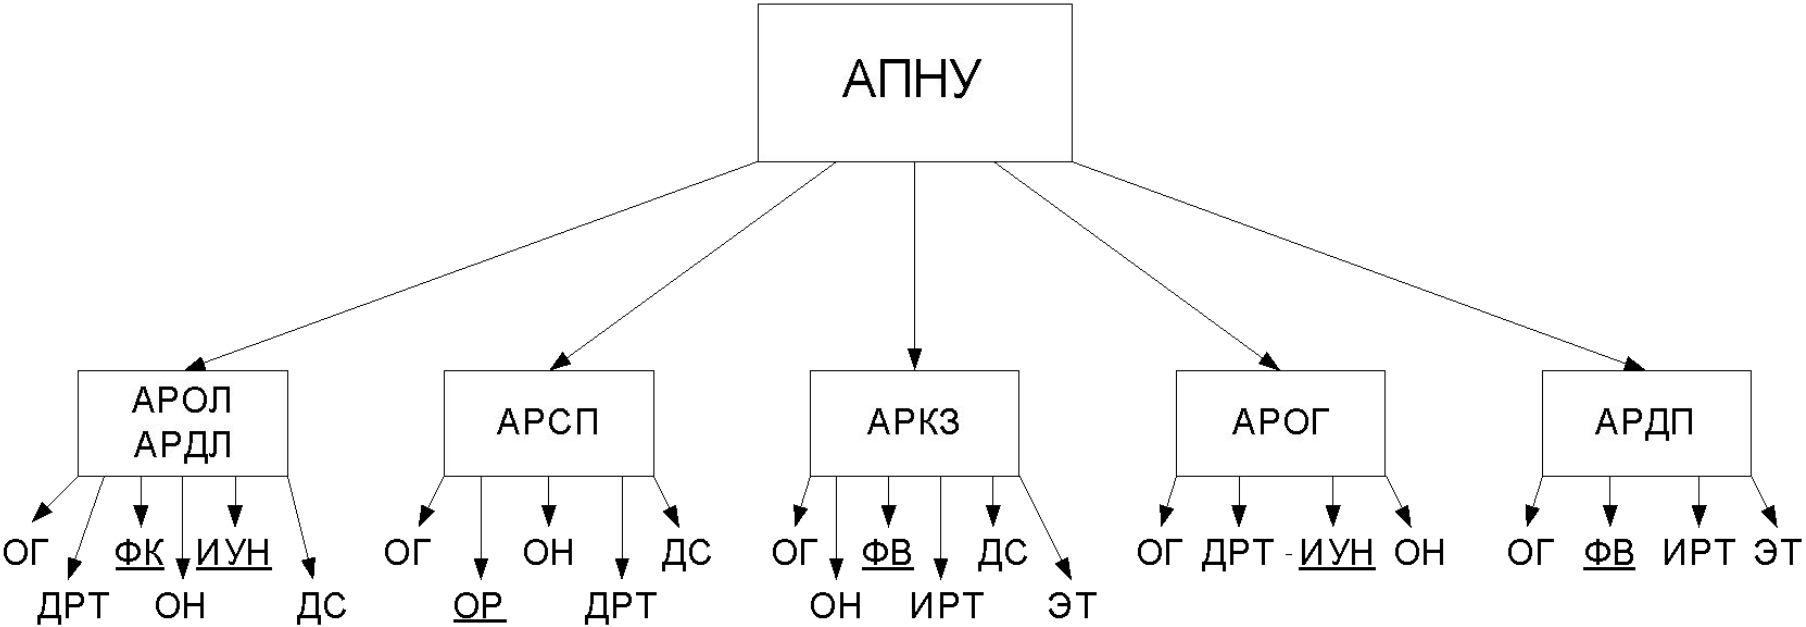 АПНУ
АРОЛ
АРДЛ
АРСП
АРКЗ
АРОГ
АРДП
ОГ ФК ИУН ОГ ОН ДС ОГ ФВ ДС ОГ ДРТ - ИУН ОН ОГ ФВ ИРТ ЭТ
ДРТ ОН ДС ОР ДРТ ОН ИРТ ЭТ